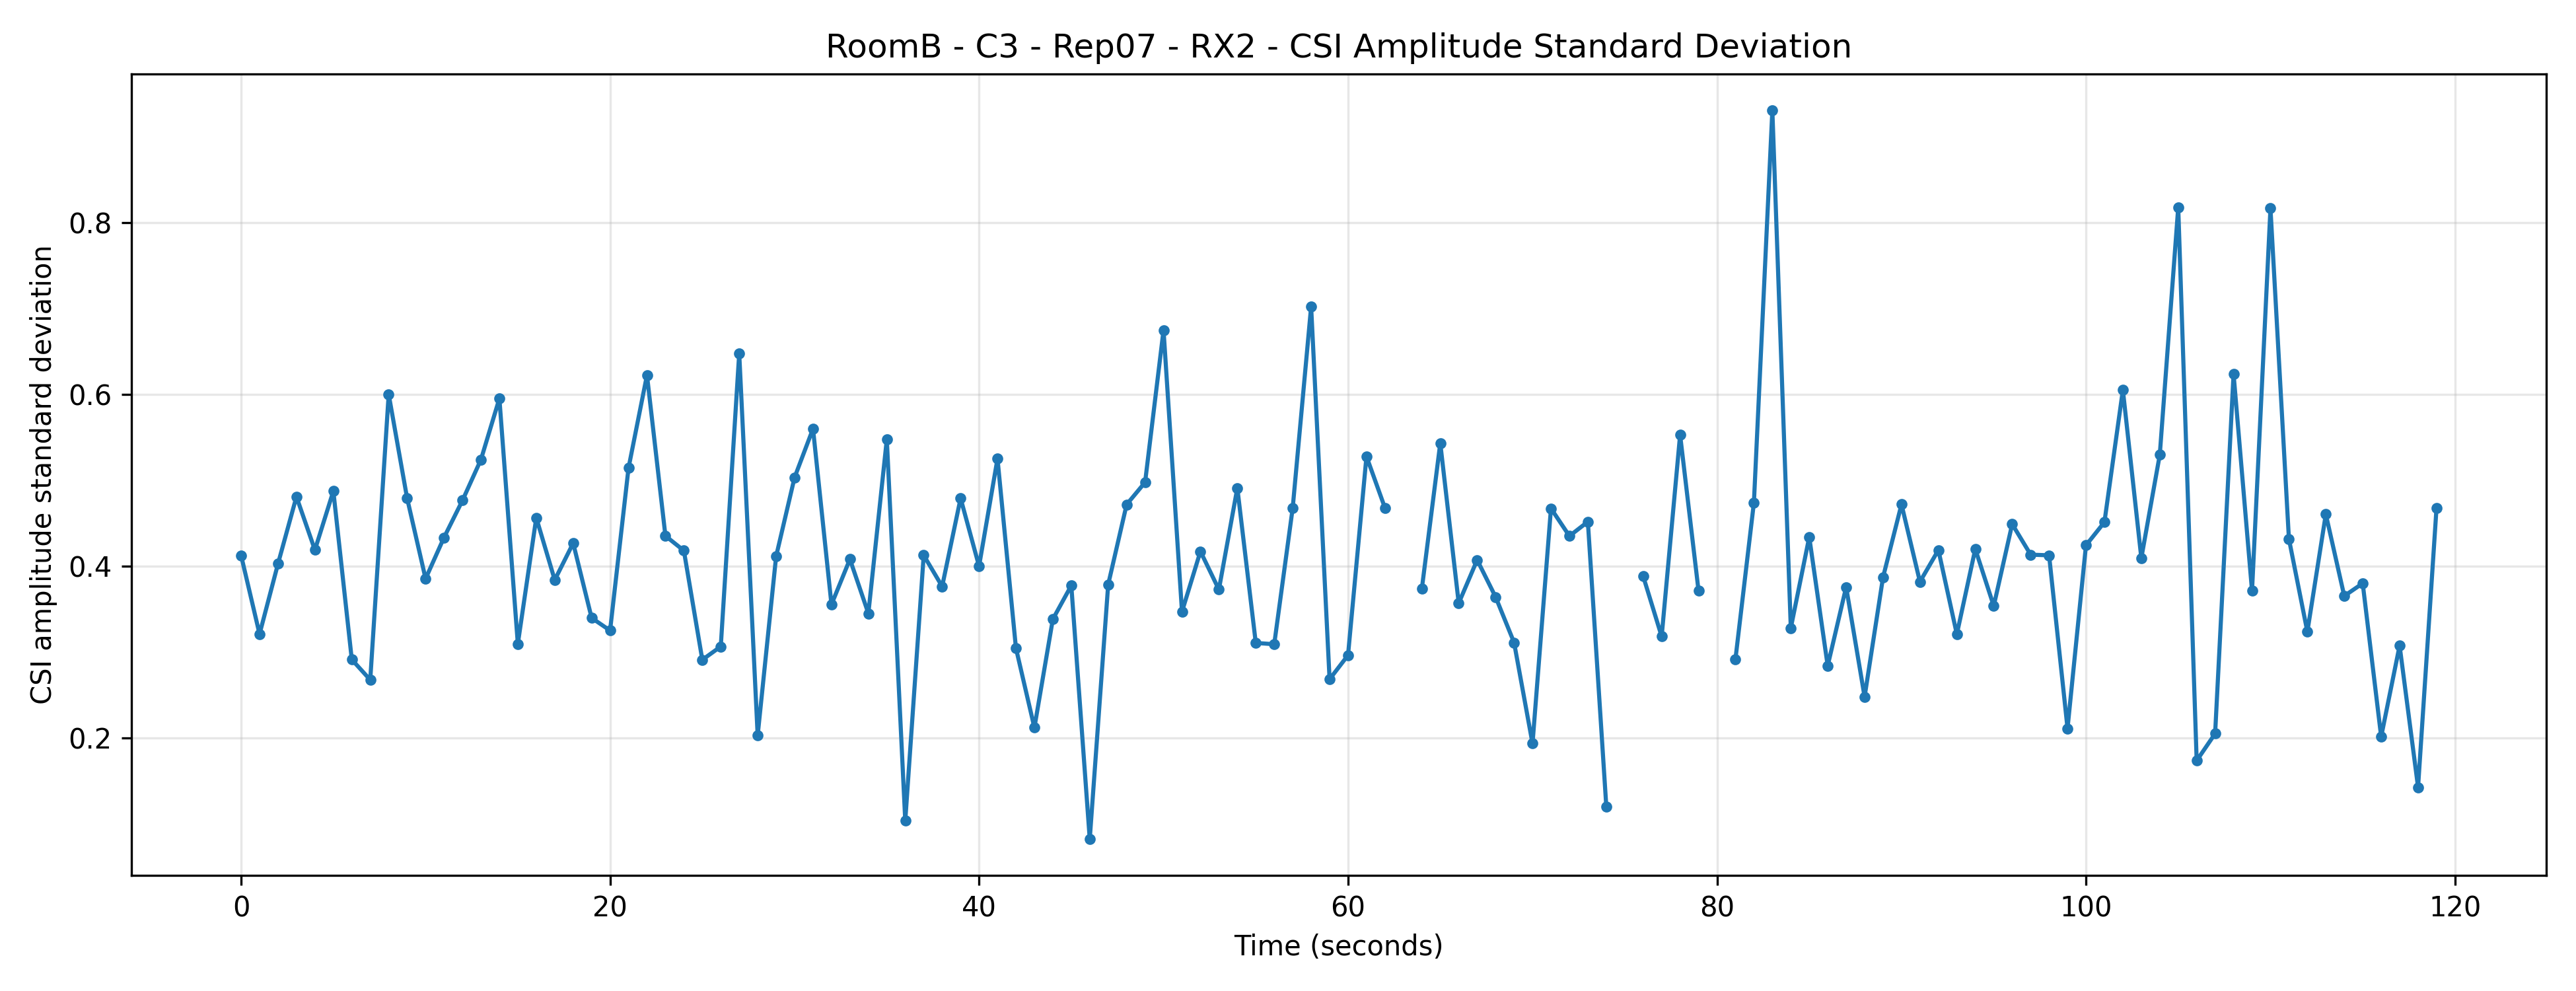 RoomB - C3 - Rep07 - RX2 - CSI Amplitude Standard Deviation
CSI amplitude standard deviation
0.8
0.6
0.4
0.2
0 20 40 60 80 100 120
Time (seconds)